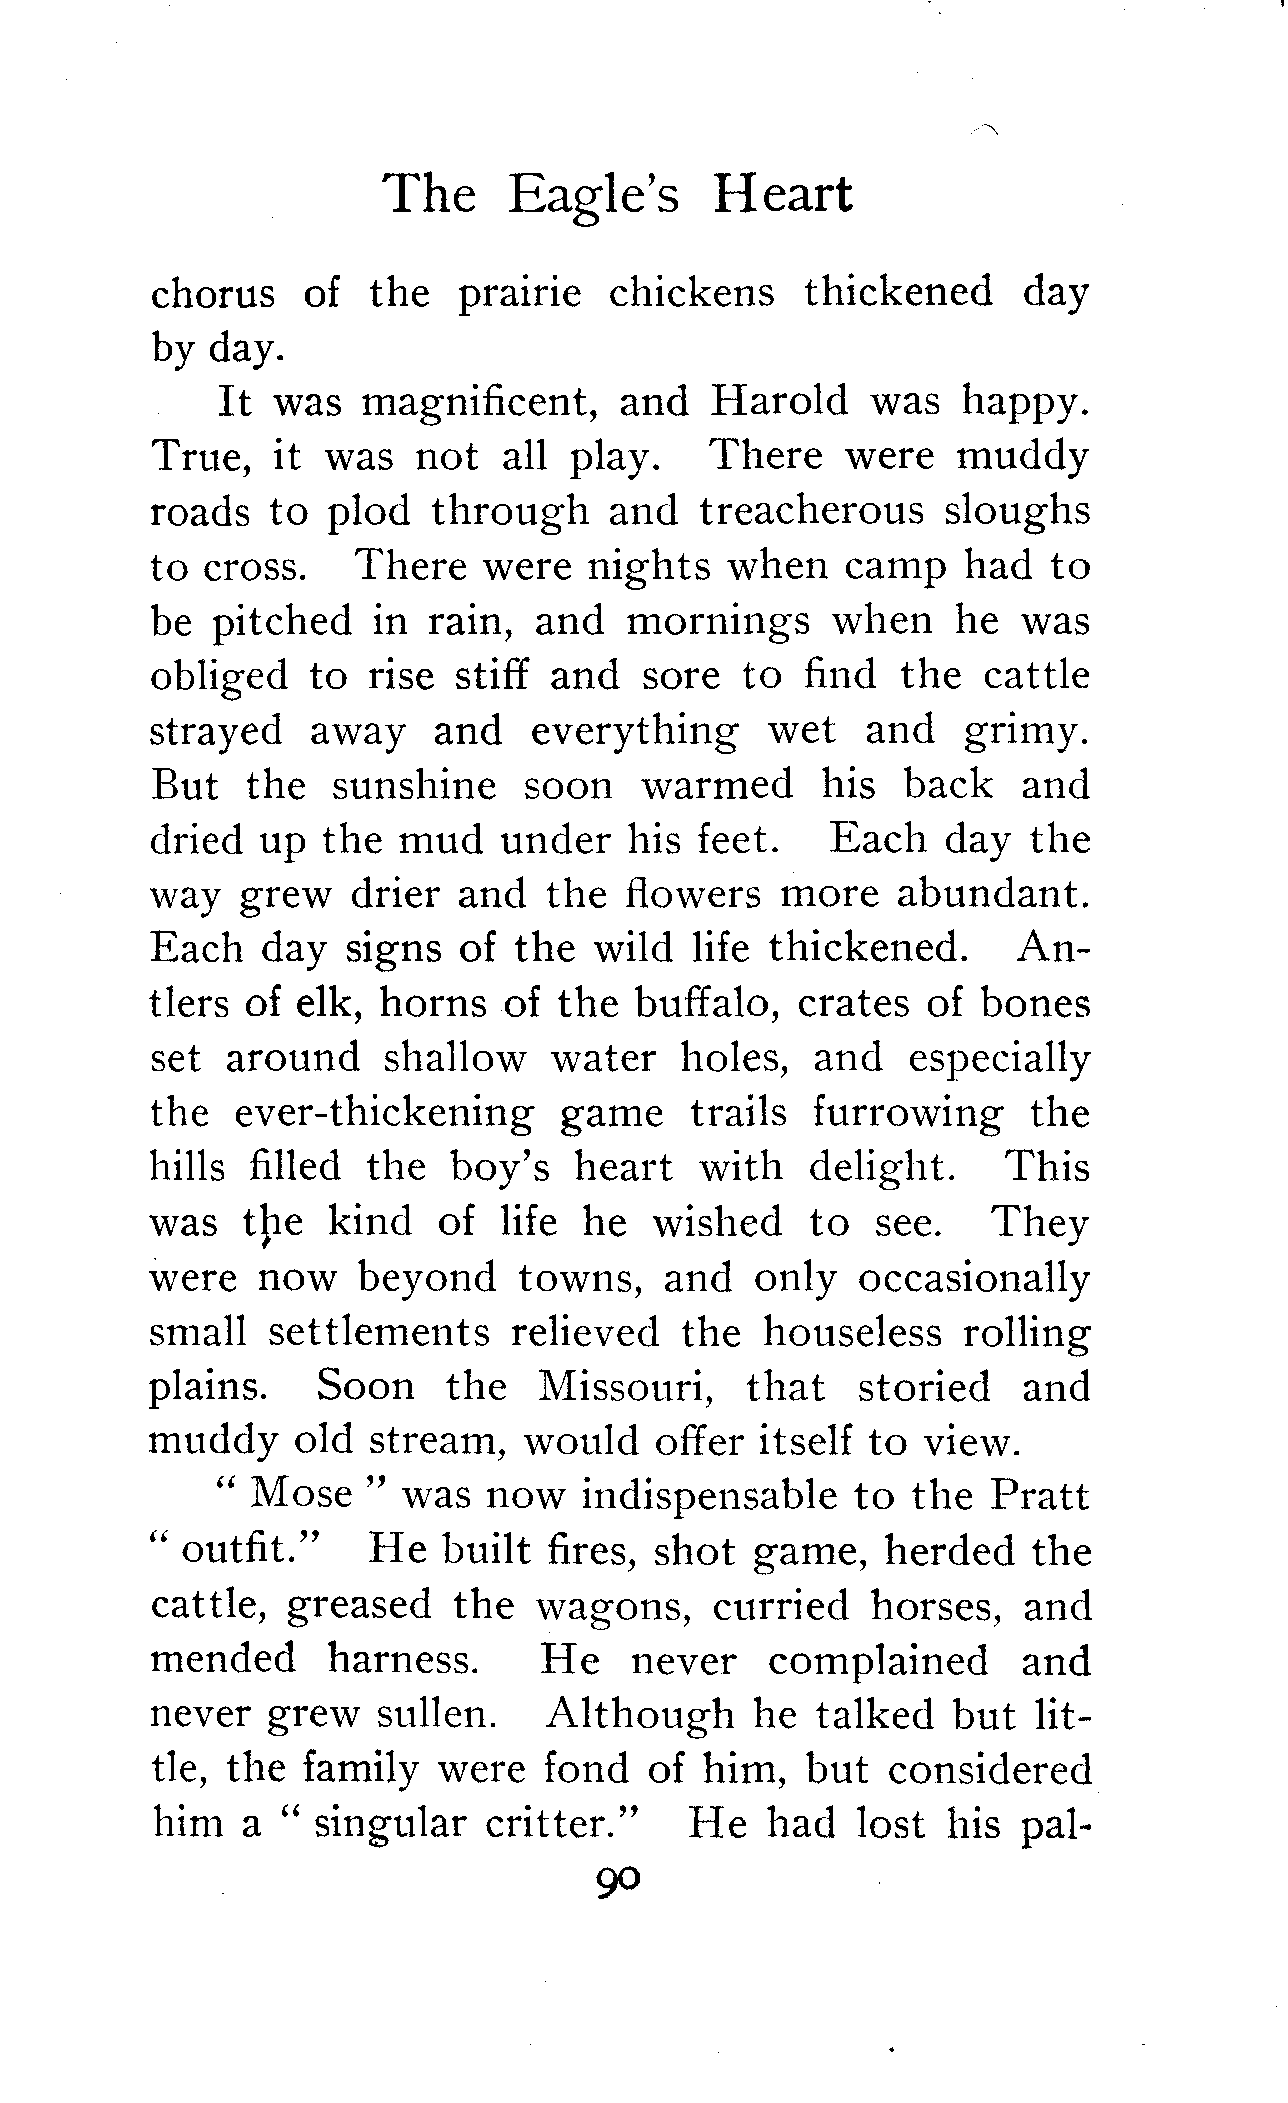 The Eagle's Heart
chorus of the prairie chickens thickened day
by day.
It was magnificent, and Harold was happy.
True, it was not all play. There were muddy
roads to plod through and treacherous sloughs
to cross. There were nights when camp had to
be pitched in rain, and mornings when he was
obliged to rise stiff and sore to find the cattle
strayed away and everything wet and grimy.
But the sunshine soon warmed his back and
dried up the mud under his feet. Each day the
way grew drier and the flowers more abundant.
Each day signs of the wild life thickened. An-
tlers of elk, horns of the buffalo, crates of bones
set around shallow water holes, and especially
the ever-thickening game trails furrowing the
hills filled the boy's heart with delight. This
was the kind of life he wished to see. They
were now beyond towns, and only occasionally
small settlements relieved the houseless rolling
plains. Soon the Missouri, that storied and
muddy old stream, would offer itself to view.
" Mose " was now indispensable to the Pratt
" outfit." He built fires, shot game, herded the
cattle, greased the wagons, curried horses, and
mended harness. He never complained and
never grew sullen. Although he talked but lit-
tle, the family were fond of him, but considered
him a " singular critter." He had lost his pal-
90